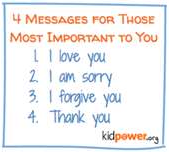 4 Messages for Those
Most Important to You
1. I love you
2. I am sorry
3. I forgive you
4. Thank you
kidpower.org